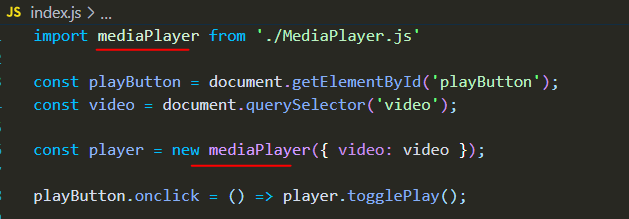 JS index.js > ...
import mediaPlayer from './MediaPlayer.js'
const playButton = document.getElementById('playButton');
const video = document.querySelector('video');
const player = new mediaPlayer({ video: video });
playButton.onclick = () => player.togglePlay();